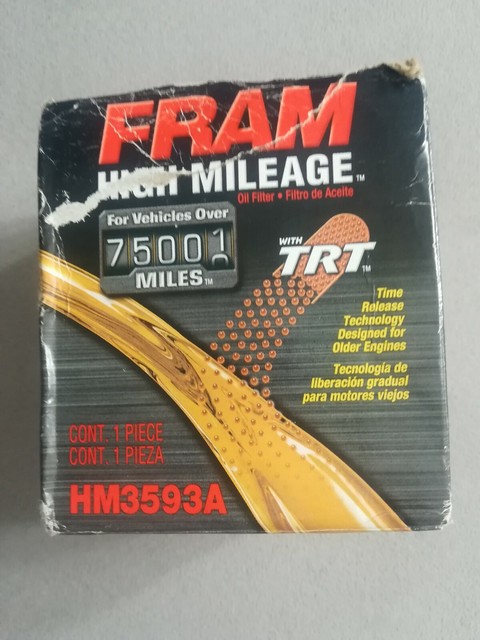 FRAM
HIGH MILEAGE™
Oil Filter • Filtro de Aceite
For Vehicles Over
75001
MILES™
WITH
TRT™
Time
Release
Technology
Designed for
Older Engines
Tecnología de
liberación gradual
para motores viejos
CONT. 1 PIECE
CONT. 1 PIEZA
HM3593A